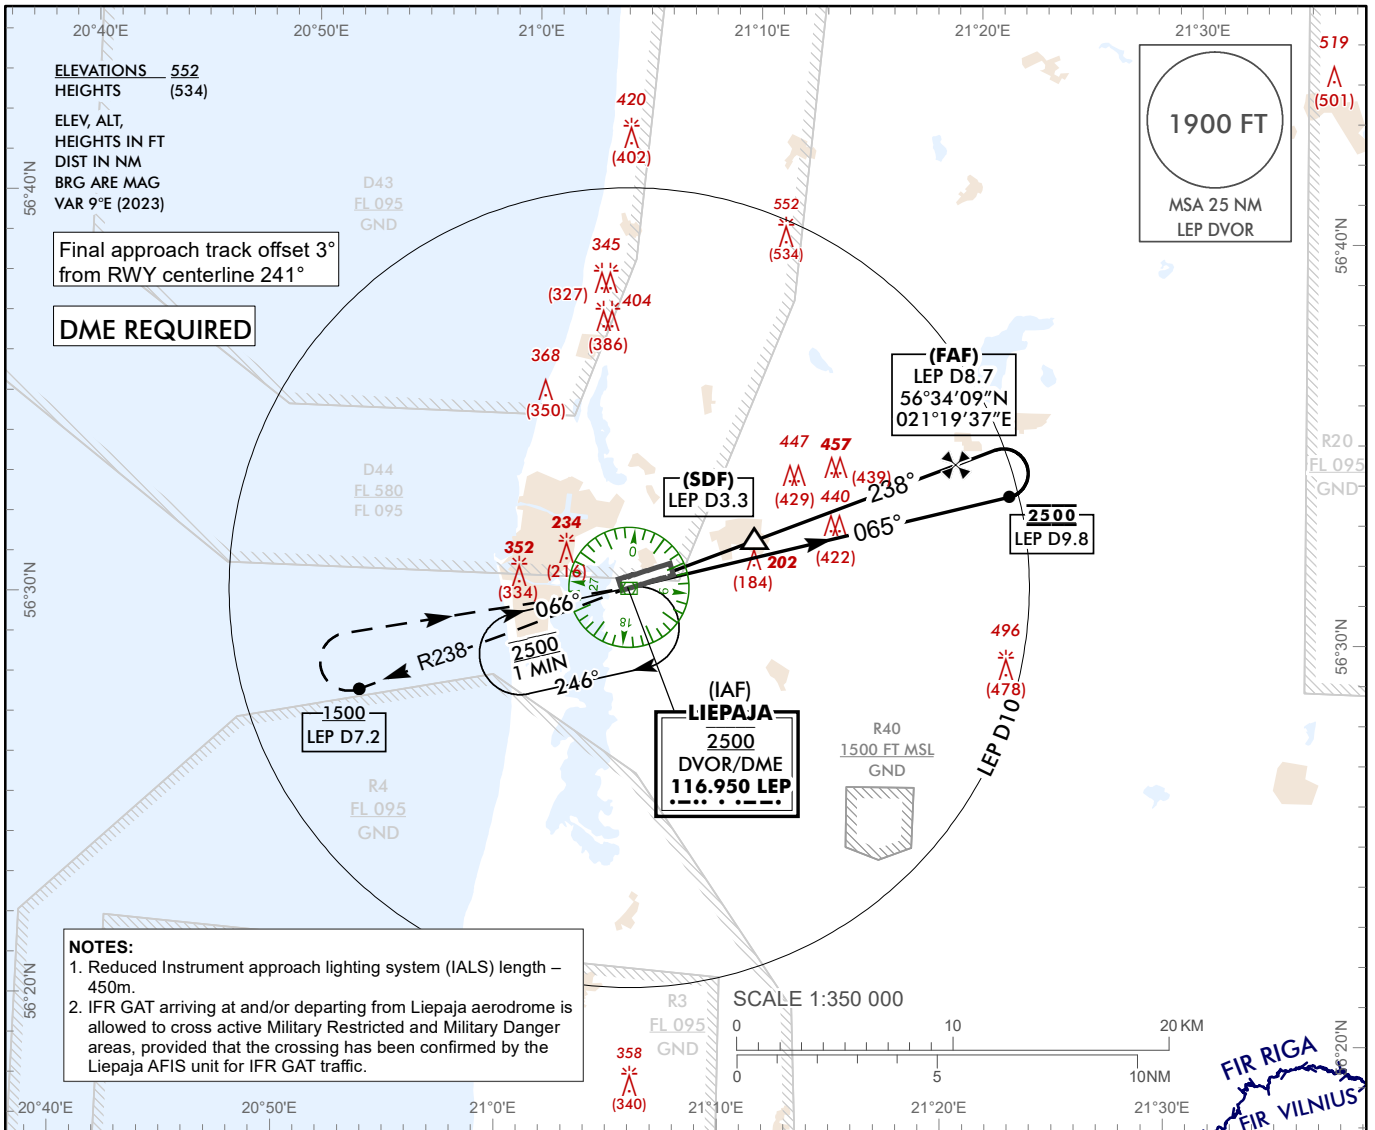 20°40'E
20°50'E
21°0'E
21°10'E
21°20'E
21°30'E
ELEVATIONS 552
HEIGHTS (534)
ELEV, ALT,
HEIGHTS IN FT
DIST IN NM
BRG ARE MAG
VAR 9°E (2023)
Final approach track offset 3°
from RWY centerline 241°
DME REQUIRED
56°40'N
D43
FL 095
GND
420
(402)
552
(534)
1900 FT
MSA 25 NM
LEP DVOR
519
(501)
56°40'N
345
(327)
404
(386)
368
(350)
(FAF)
LEP D8.7
56°34'09"N
021°19'37"E
R20
FL 095
GND
D44
FL 580
FL 095
447
(429)
457
(439)
440
(422)
238°
065°
(SDF)
LEP D3.3
2500
LEP D9.8
234
(216)
352
(334)
202
(184)
0
9
18
27
56°30'N
56°30'N
066°
R238
2500
1 MIN
246°
1500
LEP D7.2
(IAF)
LIEPAJA
2500
DVOR/DME
116.950 LEP
496
(478)
LEP D10
R40
1500 FT MSL
GND
R4
FL 095
GND
NOTES:
1. Reduced Instrument approach lighting system (IALS) length –
450m.
2. IFR GAT arriving at and/or departing from Liepaja aerodrome is
allowed to cross active Military Restricted and Military Danger
areas, provided that the crossing has been confirmed by the
Liepaja AFIS unit for IFR GAT traffic.
56°20'N
R3
FL 095
GND
358
(340)
SCALE 1:350 000
0 10 20 KM
0 5 10NM
FIR RIGA
FIR VILNIUS
56°20'N
20°40'E
20°50'E
21°0'E
21°10'E
21°20'E
21°30'E